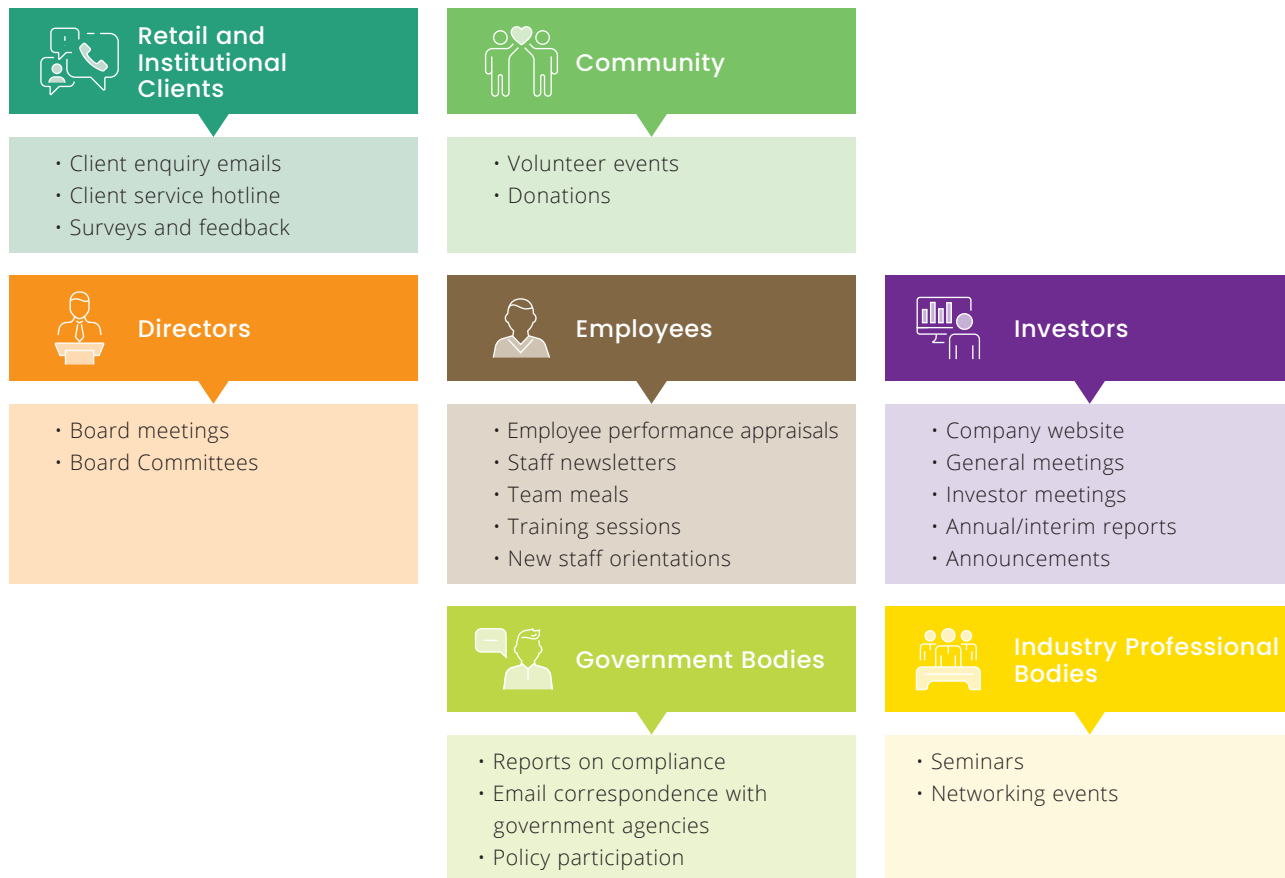 Retail and
Institutional
Clients
• Client enquiry emails
• Client service hotline
• Surveys and feedback
Community
• Volunteer events
• Donations
Directors
• Board meetings
• Board Committees
Employees
• Employee performance appraisals
• Staff newsletters
• Team meals
• Training sessions
• New staff orientations
Investors
• Company website
• General meetings
• Investor meetings
• Annual/interim reports
• Announcements
Government Bodies
• Reports on compliance
• Email correspondence with
government agencies
• Policy participation
Industry Professional
Bodies
• Seminars
• Networking events